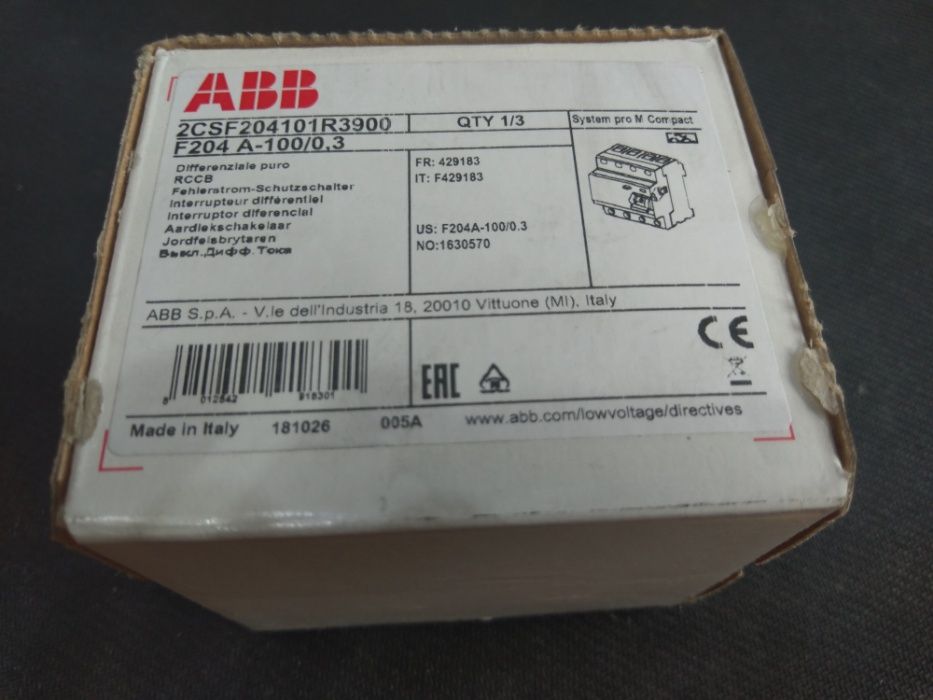 ABB
2CSF204101R3900
QTY 1/3
System pro M Compact
F204 A-100/0,3
Differenziale puro
RCCB
Fehlerstrom-Schutzschalter
Interrupteur différentiel
Interruptor diferencial
Aardlekschakelaar
Jordfelsbrytaren
Выкл.Дифф.Тока
FR: 429183
IT: F429183
US: F204A-100/0.3
NO:1630570
ABB S.p.A. - V.le dell'Industria 18, 20010 Vittuone (MI), Italy
CE
8 012542 918301
EAC
Made in Italy 181026 005A www.abb.com/lowvoltage/directives